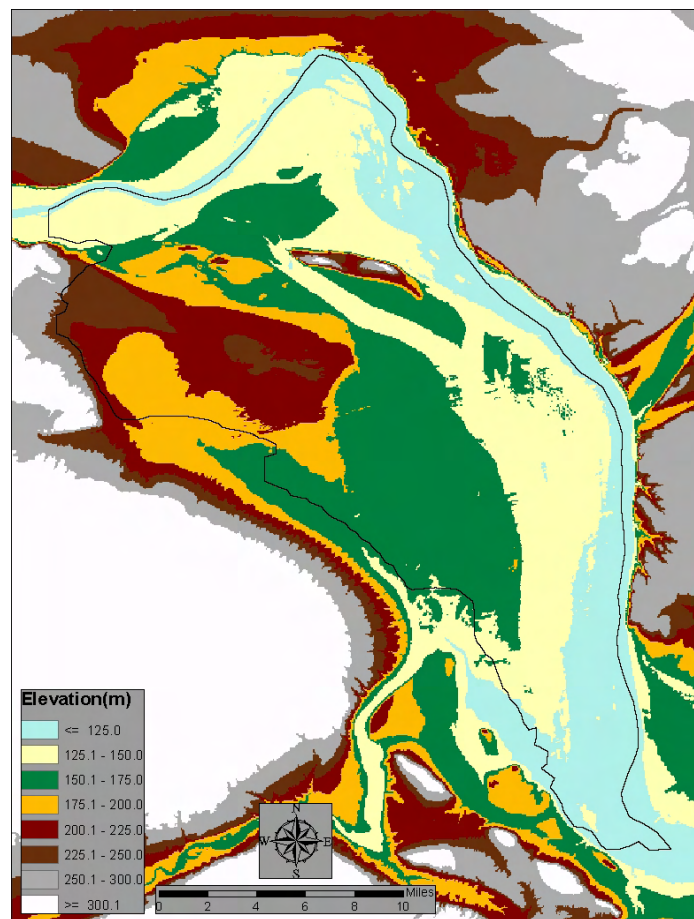 Elevation(m)
<= 125.0
125.1 - 150.0
150.1 - 175.0
175.1 - 200.0
200.1 - 225.0
225.1 - 250.0
250.1 - 300.0
>= 300.1
N
W E
S
Miles
0 2 4 6 8 10